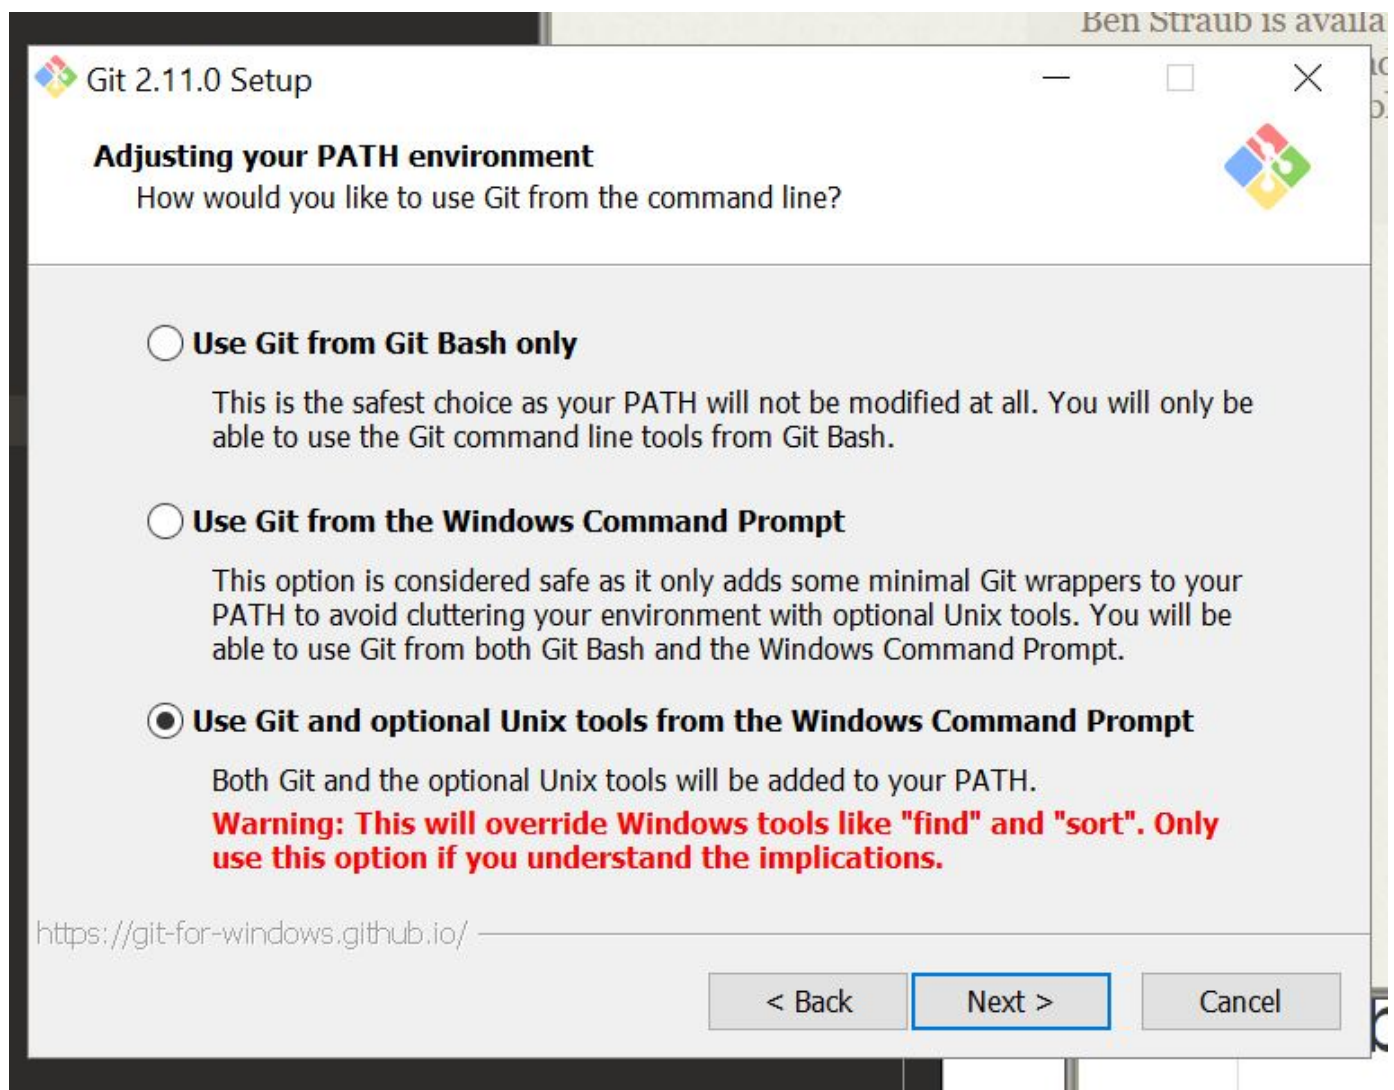 Ben Straub is availa
Git 2.11.0 Setup
Adjusting your PATH environment
How would you like to use Git from the command line?
Use Git from Git Bash only
This is the safest choice as your PATH will not be modified at all. You will only be
able to use the Git command line tools from Git Bash.
Use Git from the Windows Command Prompt
This option is considered safe as it only adds some minimal Git wrappers to your
PATH to avoid cluttering your environment with optional Unix tools. You will be
able to use Git from both Git Bash and the Windows Command Prompt.
Use Git and optional Unix tools from the Windows Command Prompt
Both Git and the optional Unix tools will be added to your PATH.
Warning: This will override Windows tools like "find" and "sort". Only
use this option if you understand the implications.
https://git-for-windows.github.io/
< Back
Next >
Cancel